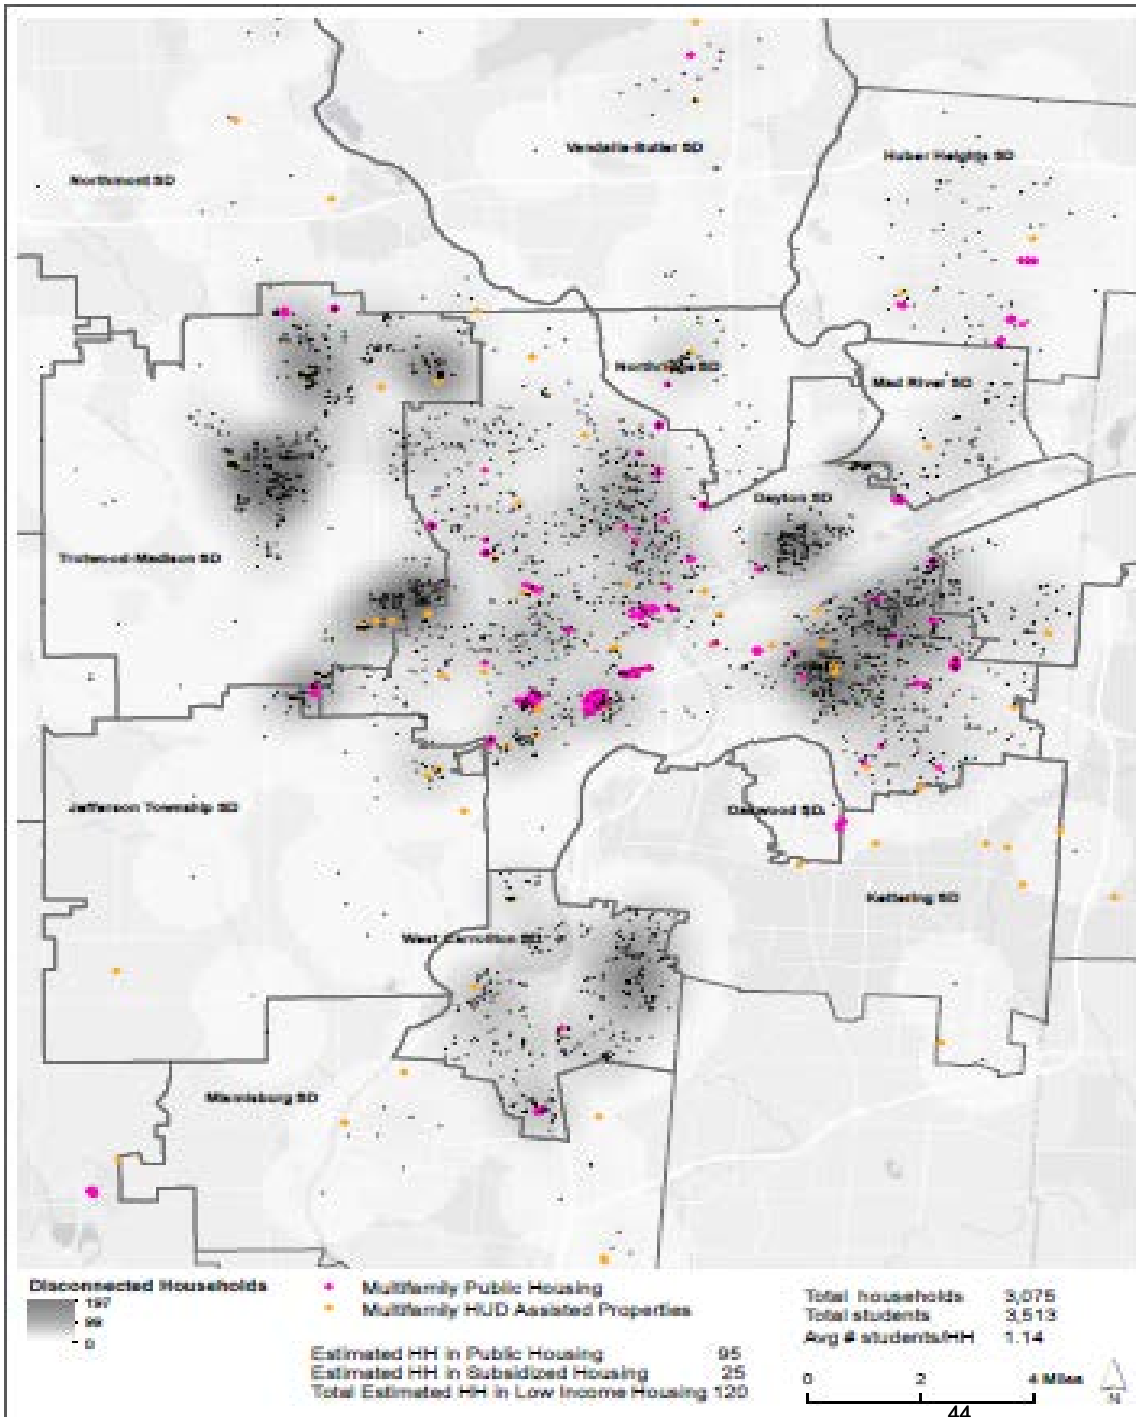 Vandalia-Butler SD
Huber Heights SD
Northmont SD
Northridge SD
Mad River SD
Dayton SD
Trotwood-Madison SD
Jefferson Township SD
Oakwood SD
Kettering SD
West Carrollton SD
Miamisburg SD
Disconnected Households
197
99
0
Multifamily Public Housing
Multifamily HUD Assisted Properties
Estimated HH in Public Housing 95
Estimated HH in Subsidized Housing 25
Total Estimated HH in Low Income Housing 120
Total households 3,075
Total students 3,513
Avg # students/HH 1.14
0 2 4 Miles
N
44